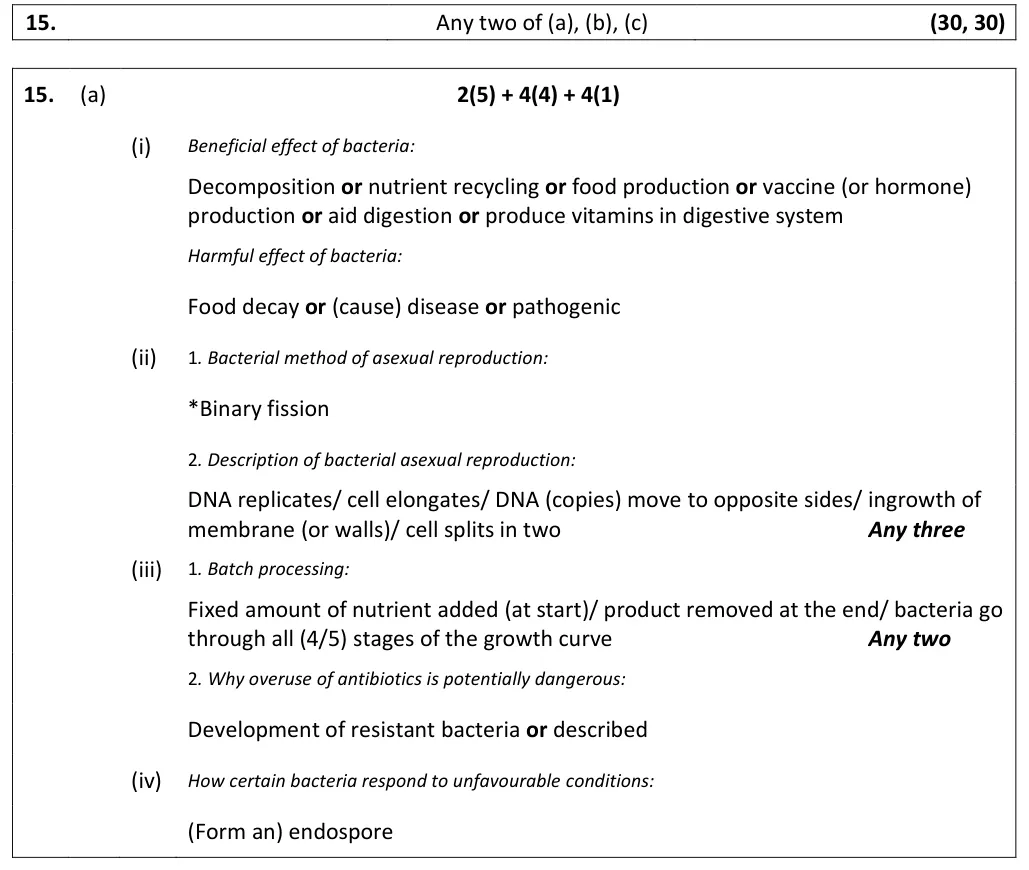 15. Any two of (a), (b), (c) (30, 30)
15. (a) 2(5) + 4(4) + 4(1)
(i) Beneficial effect of bacteria:
Decomposition or nutrient recycling or food production or vaccine (or hormone)
production or aid digestion or produce vitamins in digestive system
Harmful effect of bacteria:
Food decay or (cause) disease or pathogenic
(ii) 1. Bacterial method of asexual reproduction:
*Binary fission
2. Description of bacterial asexual reproduction:
DNA replicates/ cell elongates/ DNA (copies) move to opposite sides/ ingrowth of
membrane (or walls)/ cell splits in two Any three
(iii) 1. Batch processing:
Fixed amount of nutrient added (at start)/ product removed at the end/ bacteria go
through all (4/5) stages of the growth curve Any two
2. Why overuse of antibiotics is potentially dangerous:
Development of resistant bacteria or described
(iv) How certain bacteria respond to unfavourable conditions:
(Form an) endospore